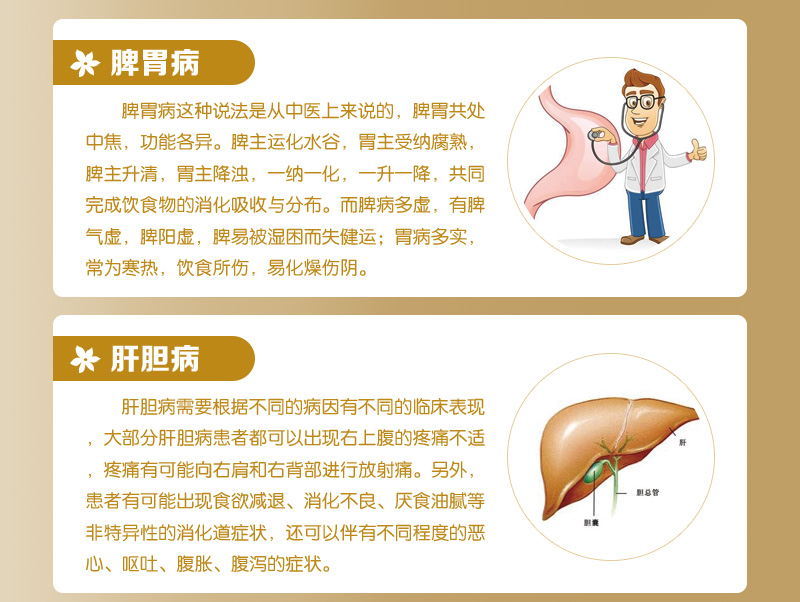 脾胃病
脾胃病这种说法是从中医上来说的，脾胃共处
中焦，功能各异。脾主运化水谷，胃主受纳腐熟，
脾主升清，胃主降浊，一纳一化，一升一降，共同
完成饮食物的消化吸收与分布。而脾病多虚，有脾
气虚，脾阳虚，脾易被湿困而失健运；胃病多实，
常为寒热，饮食所伤，易化燥伤阴。
肝胆病
肝胆病需要根据不同的病因有不同的临床表现
，大部分肝胆病患者都可以出现右上腹的疼痛不适
，疼痛有可能向右肩和右背部进行放射痛。另外，
患者有可能出现食欲减退、消化不良、厌食油腻等
非特异性的消化道症状，还可以伴有不同程度的恶
心、呕吐、腹胀、腹泻的症状。
肝
胆总管
胆囊